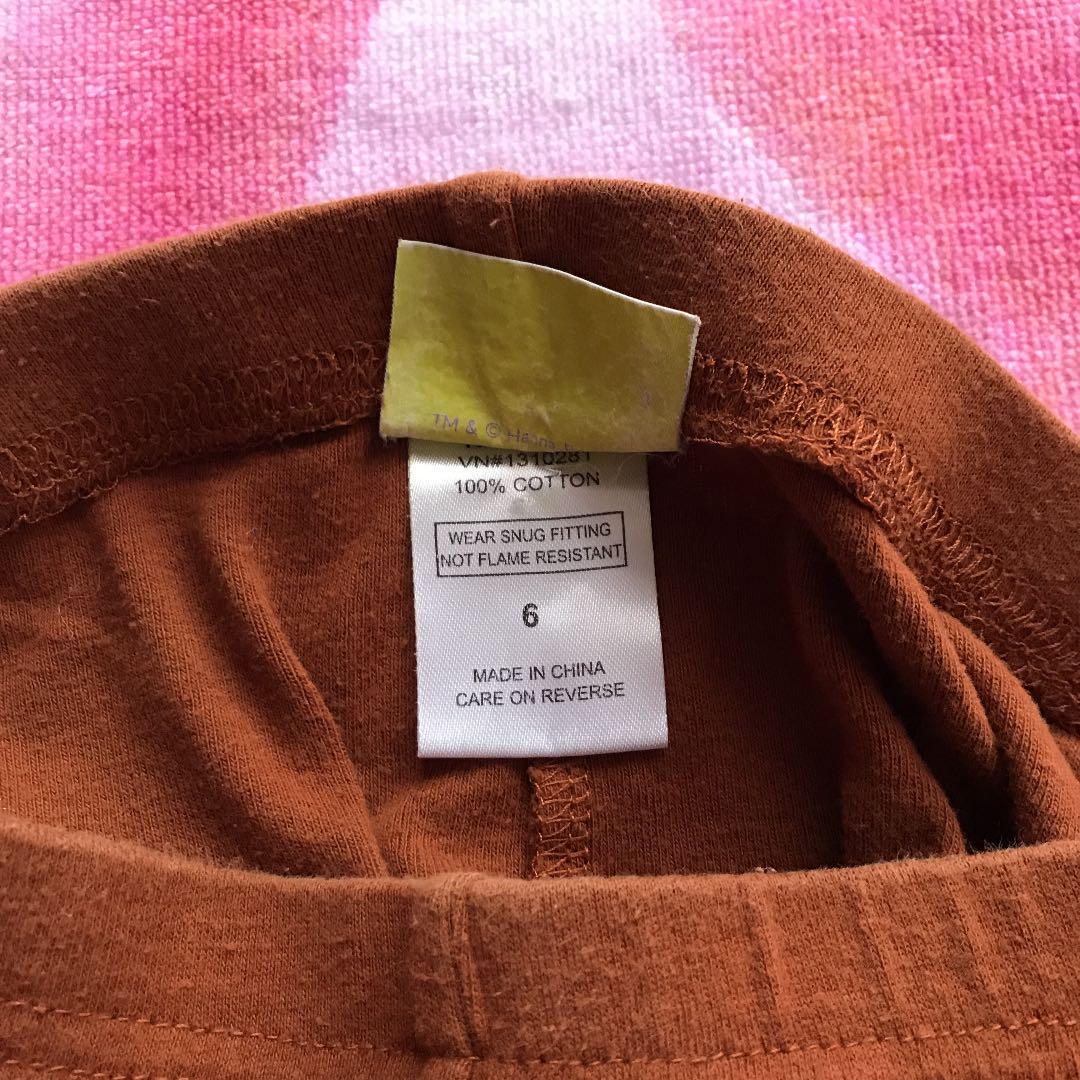 TM & © Hanna
VN#1310281
100% COTTON
WEAR SNUG FITTING
NOT FLAME RESISTANT
6
MADE IN CHINA
CARE ON REVERSE